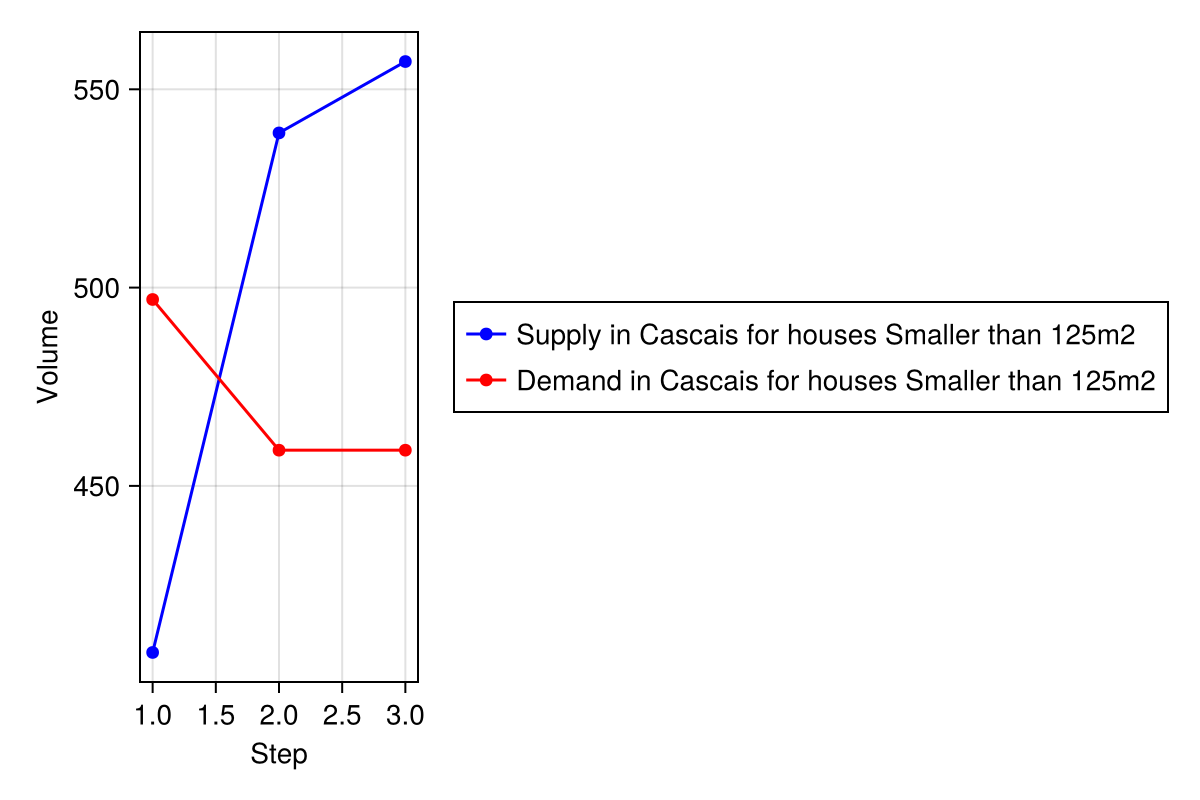 550
500
450
Volume
1.0 1.5 2.0 2.5 3.0
Step
Supply in Cascais for houses Smaller than 125m2
Demand in Cascais for houses Smaller than 125m2